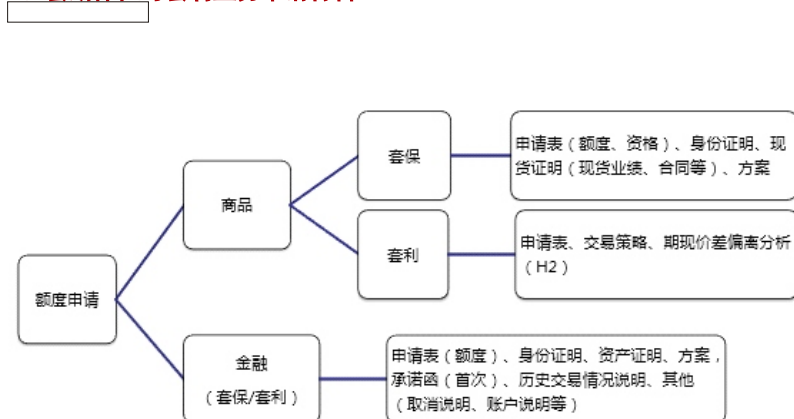 套保
申请表（额度、资格）、身份证明、现
货证明（现货业绩、合同等）、方案
商品
套利
申请表、交易策略、期现价差偏离分析
（H2）
额度申请
金融
（套保/套利）
申请表（额度）、身份证明、资产证明、方案，
承诺函（首次）、历史交易情况说明、其他
（取消说明、账户说明等）